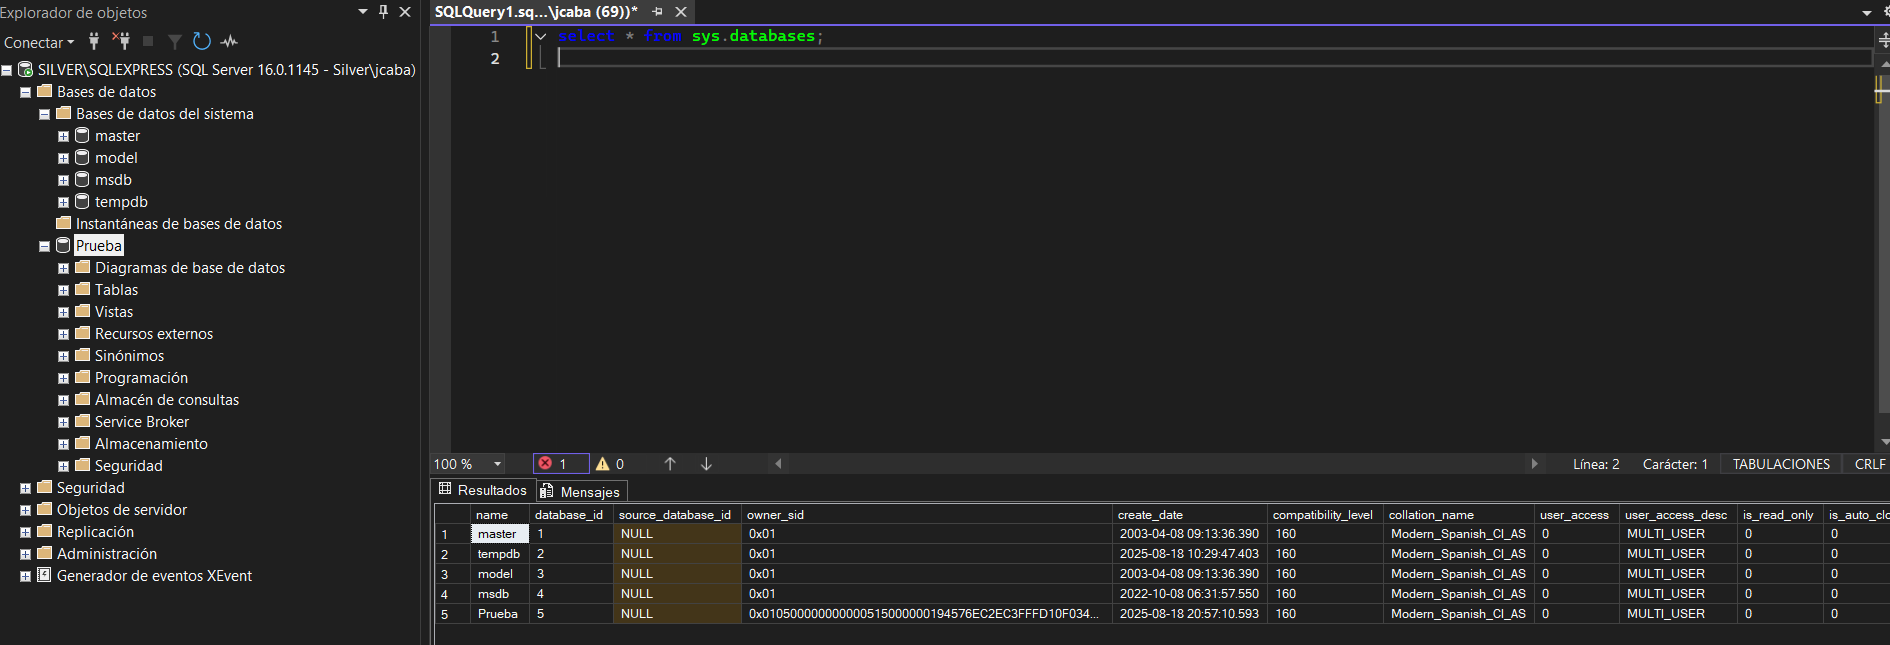 Explorador de objetos
Conectar
SILVER\SQLEXPRESS (SQL Server 16.0.1145 - Silver\jcaba)
Bases de datos
Bases de datos del sistema
master
model
msdb
tempdb
Instantáneas de bases de datos
Prueba
Diagramas de base de datos
Tablas
Vistas
Recursos externos
Sinónimos
Programación
Almacén de consultas
Service Broker
Almacenamiento
Seguridad
Seguridad
Objetos de servidor
Replicación
Administración
Generador de eventos XEvent
SQLQuery1.sq...\jcaba (69))*
1 select * from sys.databases;
2
100 % 1 0 Línea: 2 Carácter: 1 TABULACIONES CRLF
Resultados Mensajes
name database_id source_database_id owner_sid create_date compatibility_level collation_name user_access user_access_desc is_read_only is_auto_clo
1 master 1 NULL 0x01 2003-04-08 09:13:36.390 160 Modern_Spanish_CI_AS 0 MULTI_USER 0 0
2 tempdb 2 NULL 0x01 2025-08-18 10:29:47.403 160 Modern_Spanish_CI_AS 0 MULTI_USER 0 0
3 model 3 NULL 0x01 2003-04-08 09:13:36.390 160 Modern_Spanish_CI_AS 0 MULTI_USER 0 0
4 msdb 4 NULL 0x01 2022-10-08 06:31:57.550 160 Modern_Spanish_CI_AS 0 MULTI_USER 0 0
5 Prueba 5 NULL 0x010500000000000515000000194576EC2EC3FFFD10F034... 2025-08-18 20:57:10.593 160 Modern_Spanish_CI_AS 0 MULTI_USER 0 0